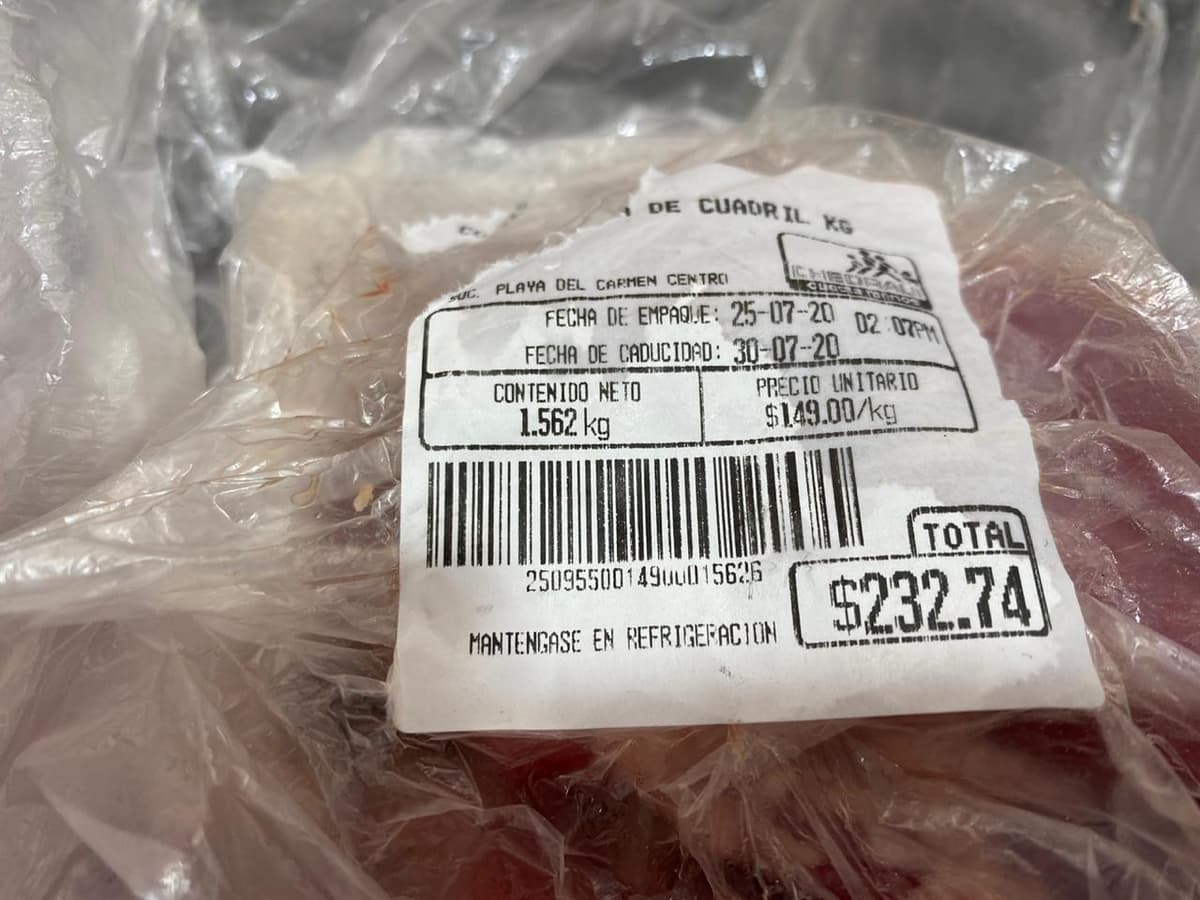 DE CUADRIL KG
CHEDRAUI
SUC. PLAYA DEL CARMEN CENTRO
FECHA DE EMPAQUE: 25-07-20 02:07PM
FECHA DE CADUCIDAD: 30-07-20
CONTENIDO NETO
1.562 kg
PRECIO UNITARIO
$149.00/kg
2509550014900015626
TOTAL
$232.74
MANTENGASE EN REFRIGERACION